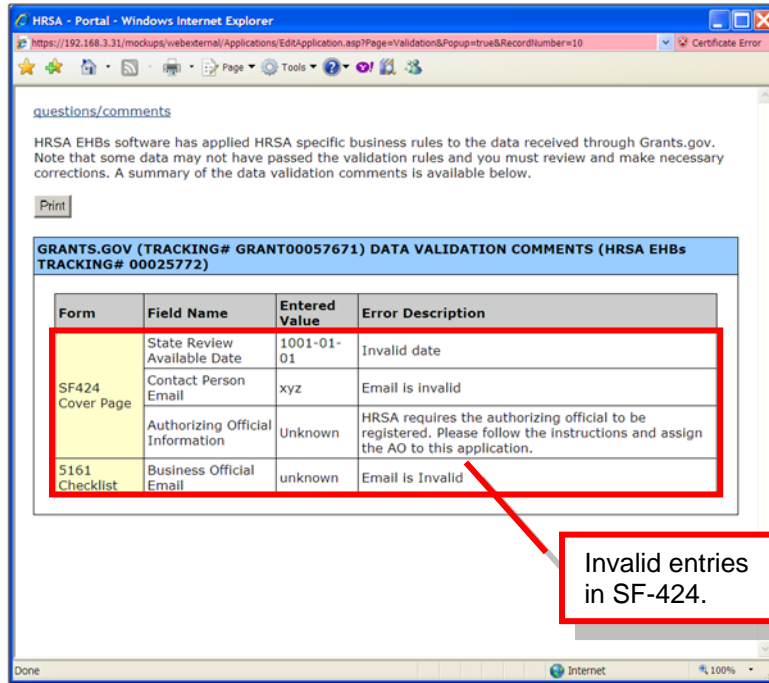 HRSA - Portal - Windows Internet Explorer
https://192.168.3.31/mockups/webexternal/Applications/EditApplication.asp?Page=Validation&Popup=true&RecordNumber=10
Certificate Error
Page Tools
questions/comments
HRSA EHBs software has applied HRSA specific business rules to the data received through Grants.gov.
Note that some data may not have passed the validation rules and you must review and make necessary
corrections. A summary of the data validation comments is available below.
Print
GRANTS.GOV (TRACKING# GRANT00057671) DATA VALIDATION COMMENTS (HRSA EHBs
TRACKING# 00025772)
Form
Field Name
Entered
Value
Error Description
SF424
Cover Page
State Review
Available Date
1001-01-
01
Invalid date
Contact Person
Email
xyz
Email is invalid
Authorizing Official
Information
Unknown
HRSA requires the authorizing official to be
registered. Please follow the instructions and assign
the AO to this application.
5161
Checklist
Business Official
Email
unknown
Email is Invalid
Invalid entries
in SF-424.
Done
Internet
100%